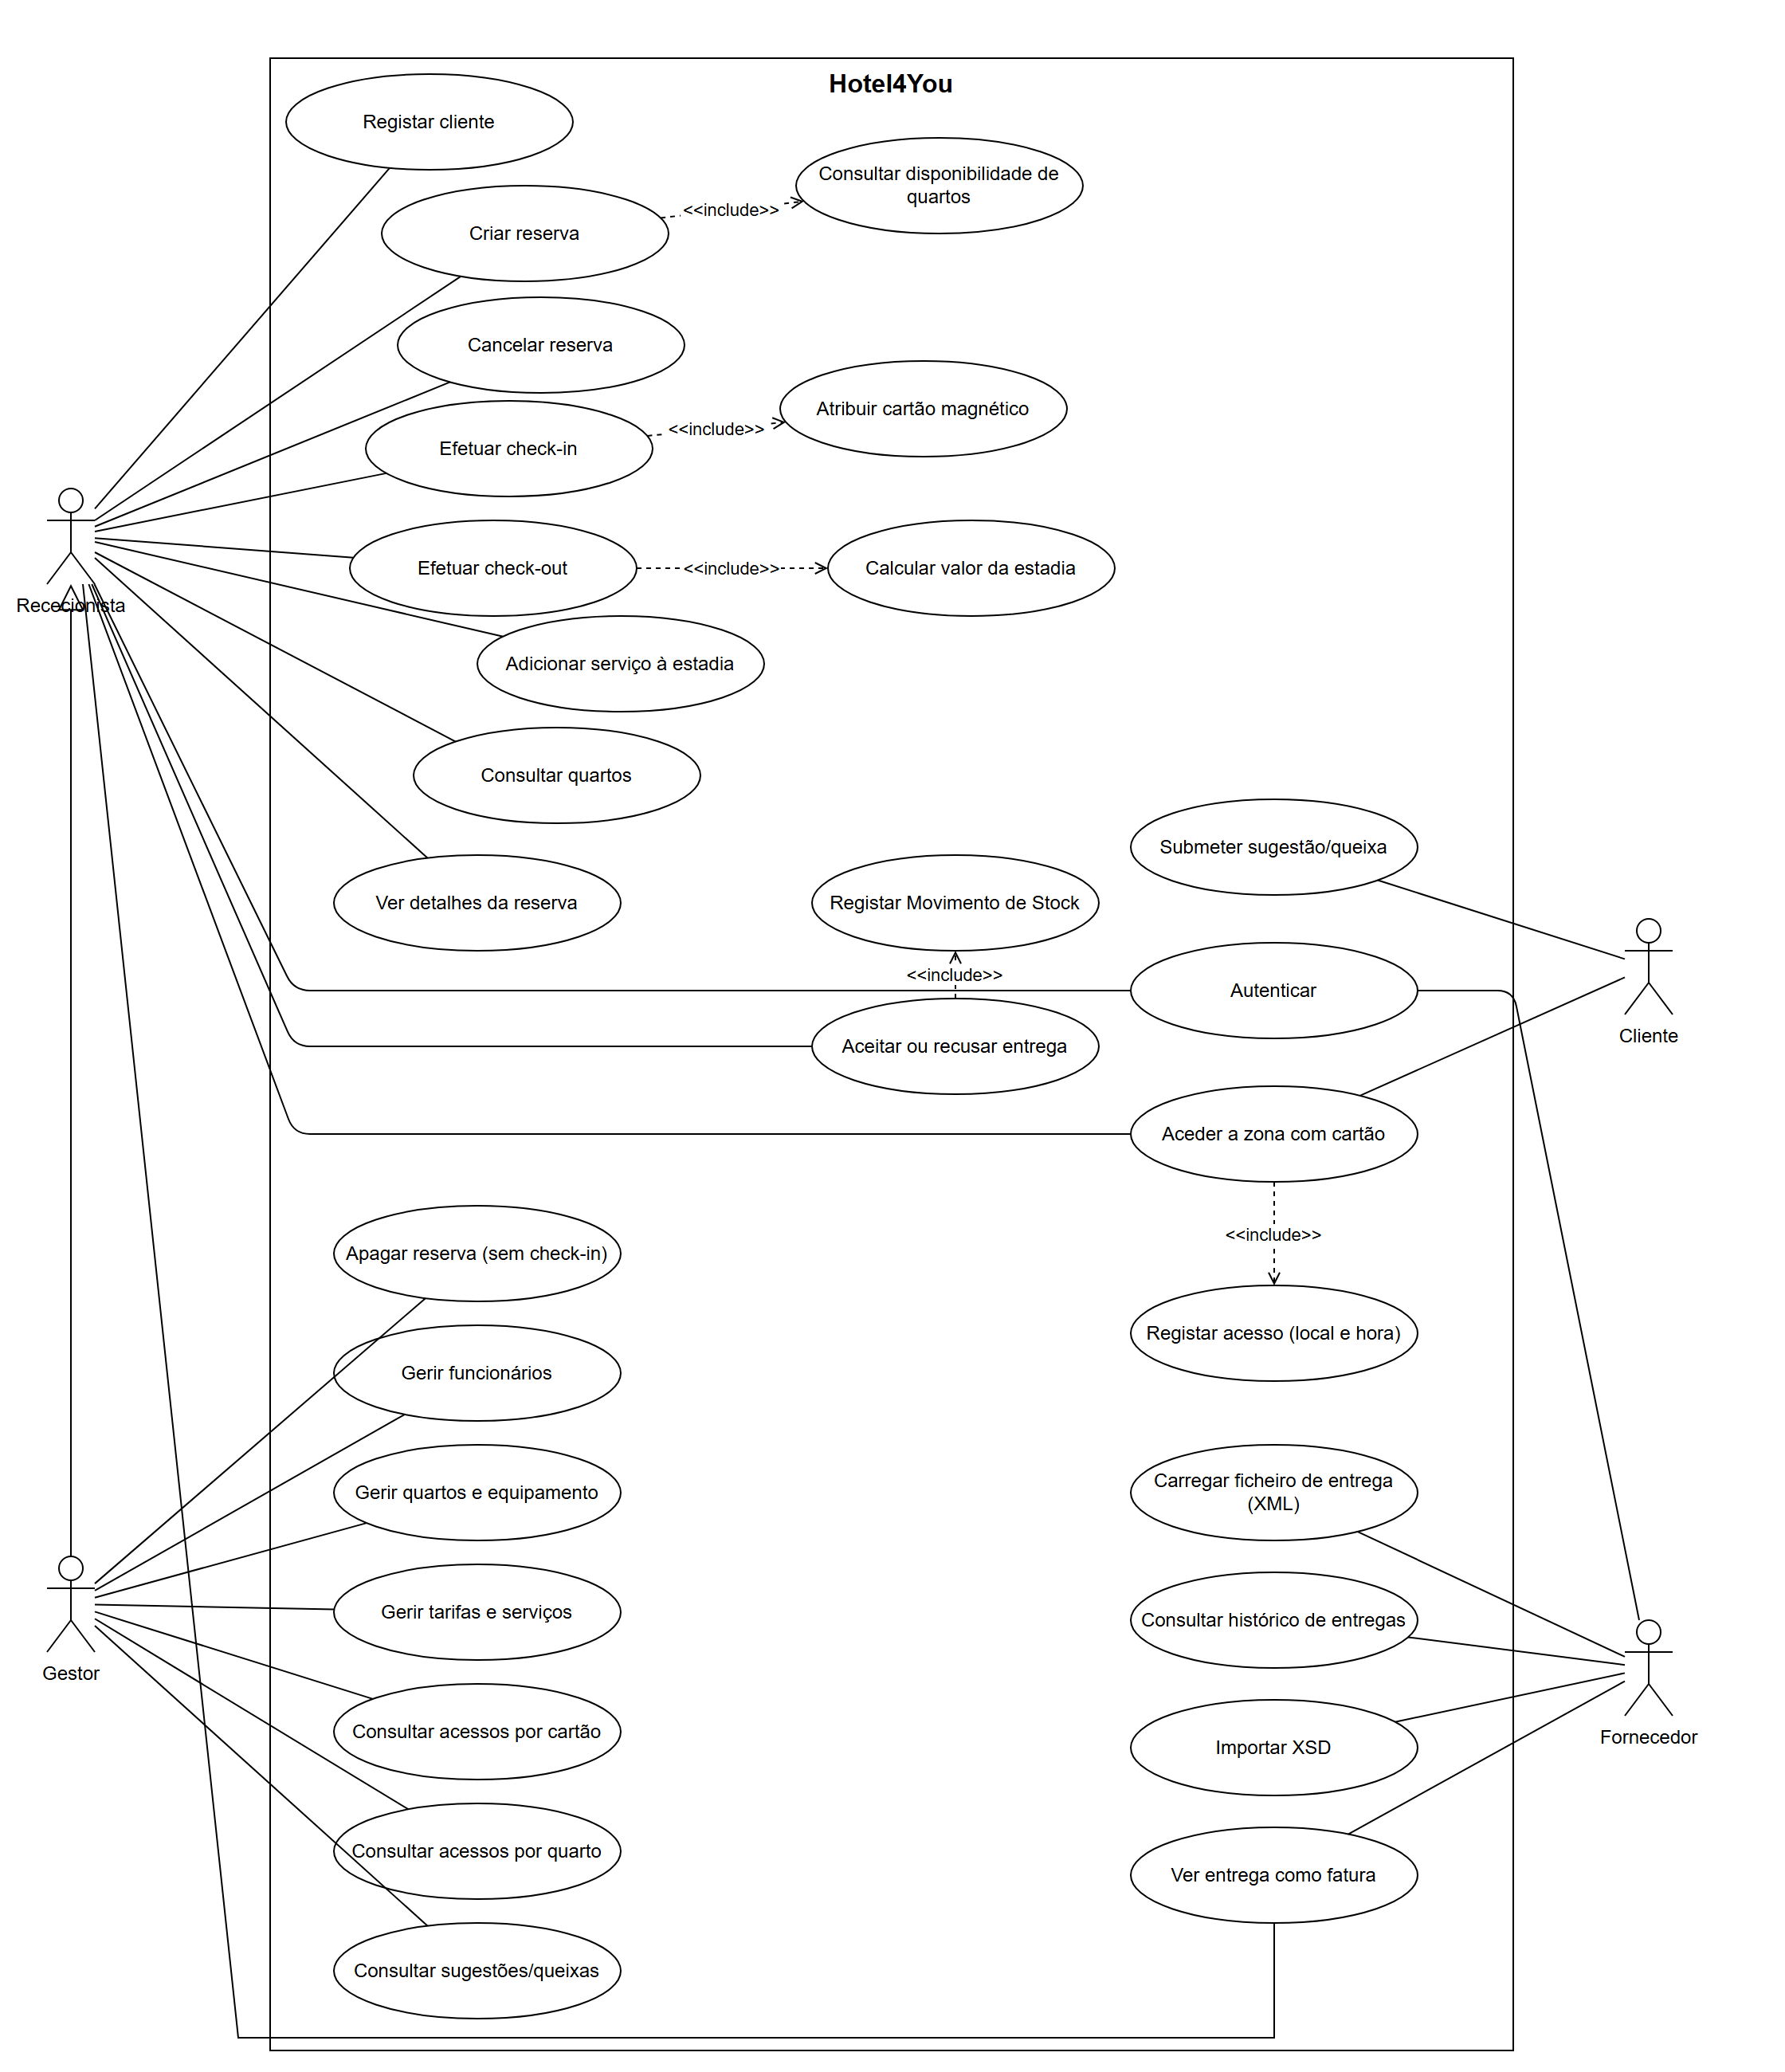 Hotel4You
Registar cliente
Consultar disponibilidade de
quartos
<<include>>
Criar reserva
Cancelar reserva
Atribuir cartão magnético
<<include>>
Efetuar check-in
Efetuar check-out
<<include>>
Calcular valor da estadia
Rececionista
Adicionar serviço à estadia
Consultar quartos
Submeter sugestão/queixa
Ver detalhes da reserva
Registar Movimento de Stock
<<include>>
Autenticar
Cliente
Aceitar ou recusar entrega
Aceder a zona com cartão
<<include>>
Apagar reserva (sem check-in)
Registar acesso (local e hora)
Gerir funcionários
Gerir quartos e equipamento
Carregar ficheiro de entrega
(XML)
Gerir tarifas e serviços
Consultar histórico de entregas
Gestor
Consultar acessos por cartão
Importar XSD
Fornecedor
Consultar acessos por quarto
Ver entrega como fatura
Consultar sugestões/queixas